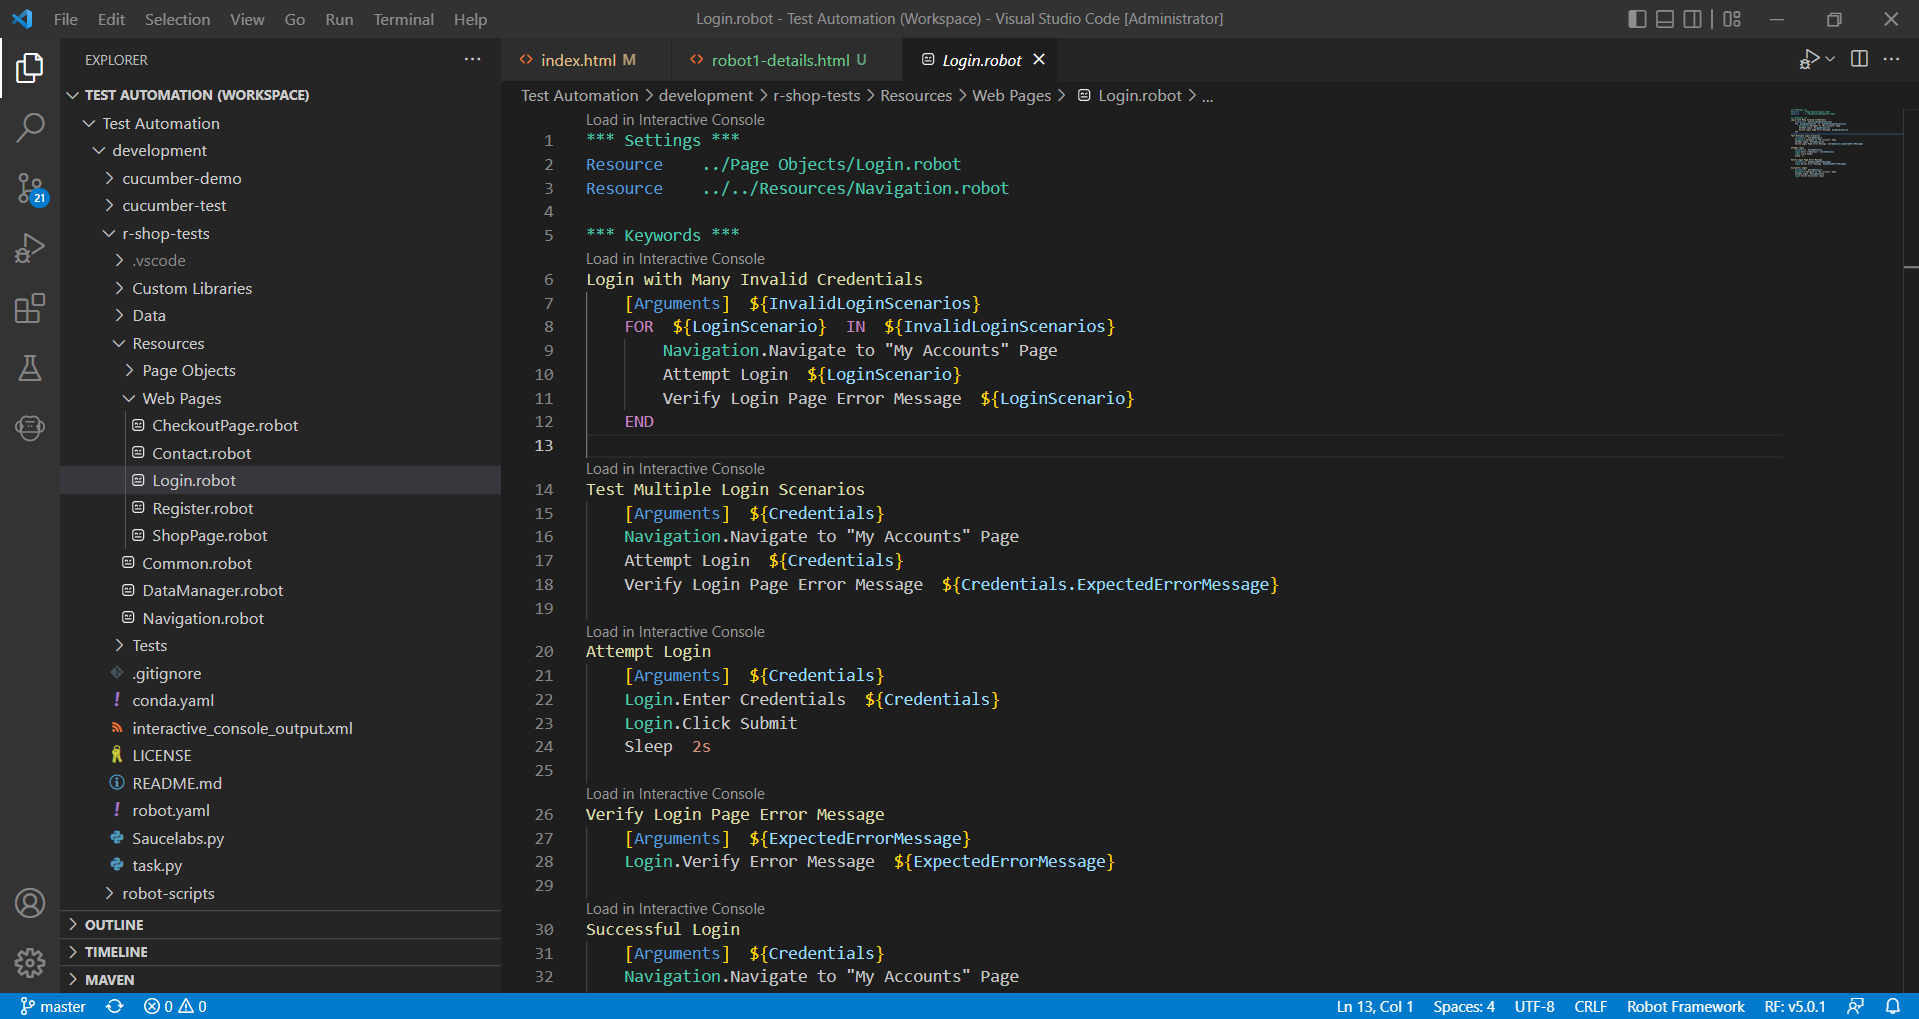 File Edit Selection View Go Run Terminal Help
Login.robot - Test Automation (Workspace) - Visual Studio Code [Administrator]
EXPLORER
TEST AUTOMATION (WORKSPACE)
Test Automation
development
cucumber-demo
cucumber-test
r-shop-tests
.vscode
Custom Libraries
Data
Resources
Page Objects
Web Pages
CheckoutPage.robot
Contact.robot
Login.robot
Register.robot
ShopPage.robot
Common.robot
DataManager.robot
Navigation.robot
Tests
.gitignore
conda.yaml
interactive_console_output.xml
LICENSE
README.md
robot.yaml
Saucelabs.py
task.py
robot-scripts
OUTLINE
TIMELINE
MAVEN
21
index.html M
robot1-details.html U
Login.robot
Test Automation > development > r-shop-tests > Resources > Web Pages > Login.robot > ...
Load in Interactive Console
1 *** Settings ***
2 Resource    ../Page Objects/Login.robot
3 Resource    ../../Resources/Navigation.robot
4
5 *** Keywords ***
Load in Interactive Console
6 Login with Many Invalid Credentials
7     [Arguments]  ${InvalidLoginScenarios}
8     FOR  ${LoginScenario}  IN  ${InvalidLoginScenarios}
9         Navigation.Navigate to "My Accounts" Page
10         Attempt Login  ${LoginScenario}
11         Verify Login Page Error Message  ${LoginScenario}
12     END
13
Load in Interactive Console
14 Test Multiple Login Scenarios
15     [Arguments]  ${Credentials}
16     Navigation.Navigate to "My Accounts" Page
17     Attempt Login  ${Credentials}
18     Verify Login Page Error Message  ${Credentials.ExpectedErrorMessage}
19
Load in Interactive Console
20 Attempt Login
21     [Arguments]  ${Credentials}
22     Login.Enter Credentials  ${Credentials}
23     Login.Click Submit
24     Sleep  2s
25
Load in Interactive Console
26 Verify Login Page Error Message
27     [Arguments]  ${ExpectedErrorMessage}
28     Login.Verify Error Message  ${ExpectedErrorMessage}
29
Load in Interactive Console
30 Successful Login
31     [Arguments]  ${Credentials}
32     Navigation.Navigate to "My Accounts" Page
master 0 0
Ln 13, Col 1 Spaces: 4 UTF-8 CRLF Robot Framework RF: v5.0.1